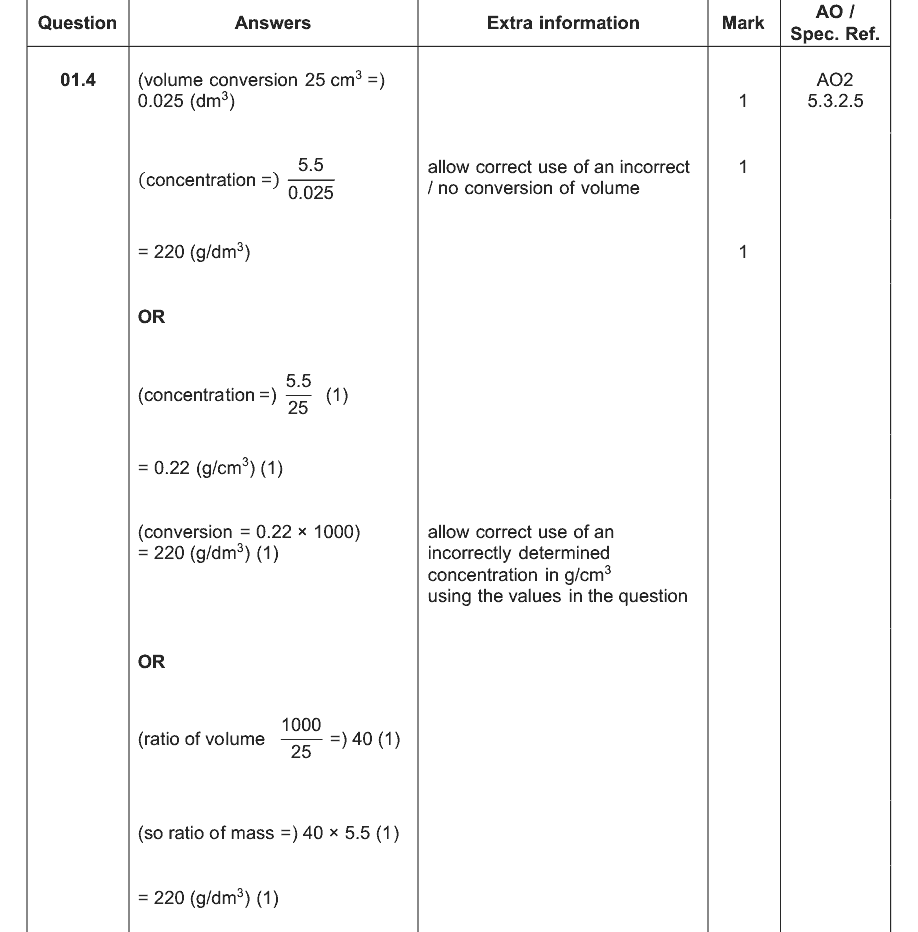 Question Answers Extra information Mark AO /
Spec. Ref.
01.4 (volume conversion 25 cm³ =) AO2
0.025 (dm³) 1 5.3.2.5
(concentration =) 5.5 / 0.025 allow correct use of an incorrect 1
/ no conversion of volume
= 220 (g/dm³) 1
OR
(concentration =) 5.5 / 25 (1)
= 0.22 (g/cm³) (1)
(conversion = 0.22 × 1000) allow correct use of an
= 220 (g/dm³) (1) incorrectly determined
concentration in g/cm³
using the values in the question
OR
(ratio of volume 1000 / 25 =) 40 (1)
(so ratio of mass =) 40 × 5.5 (1)
= 220 (g/dm³) (1)